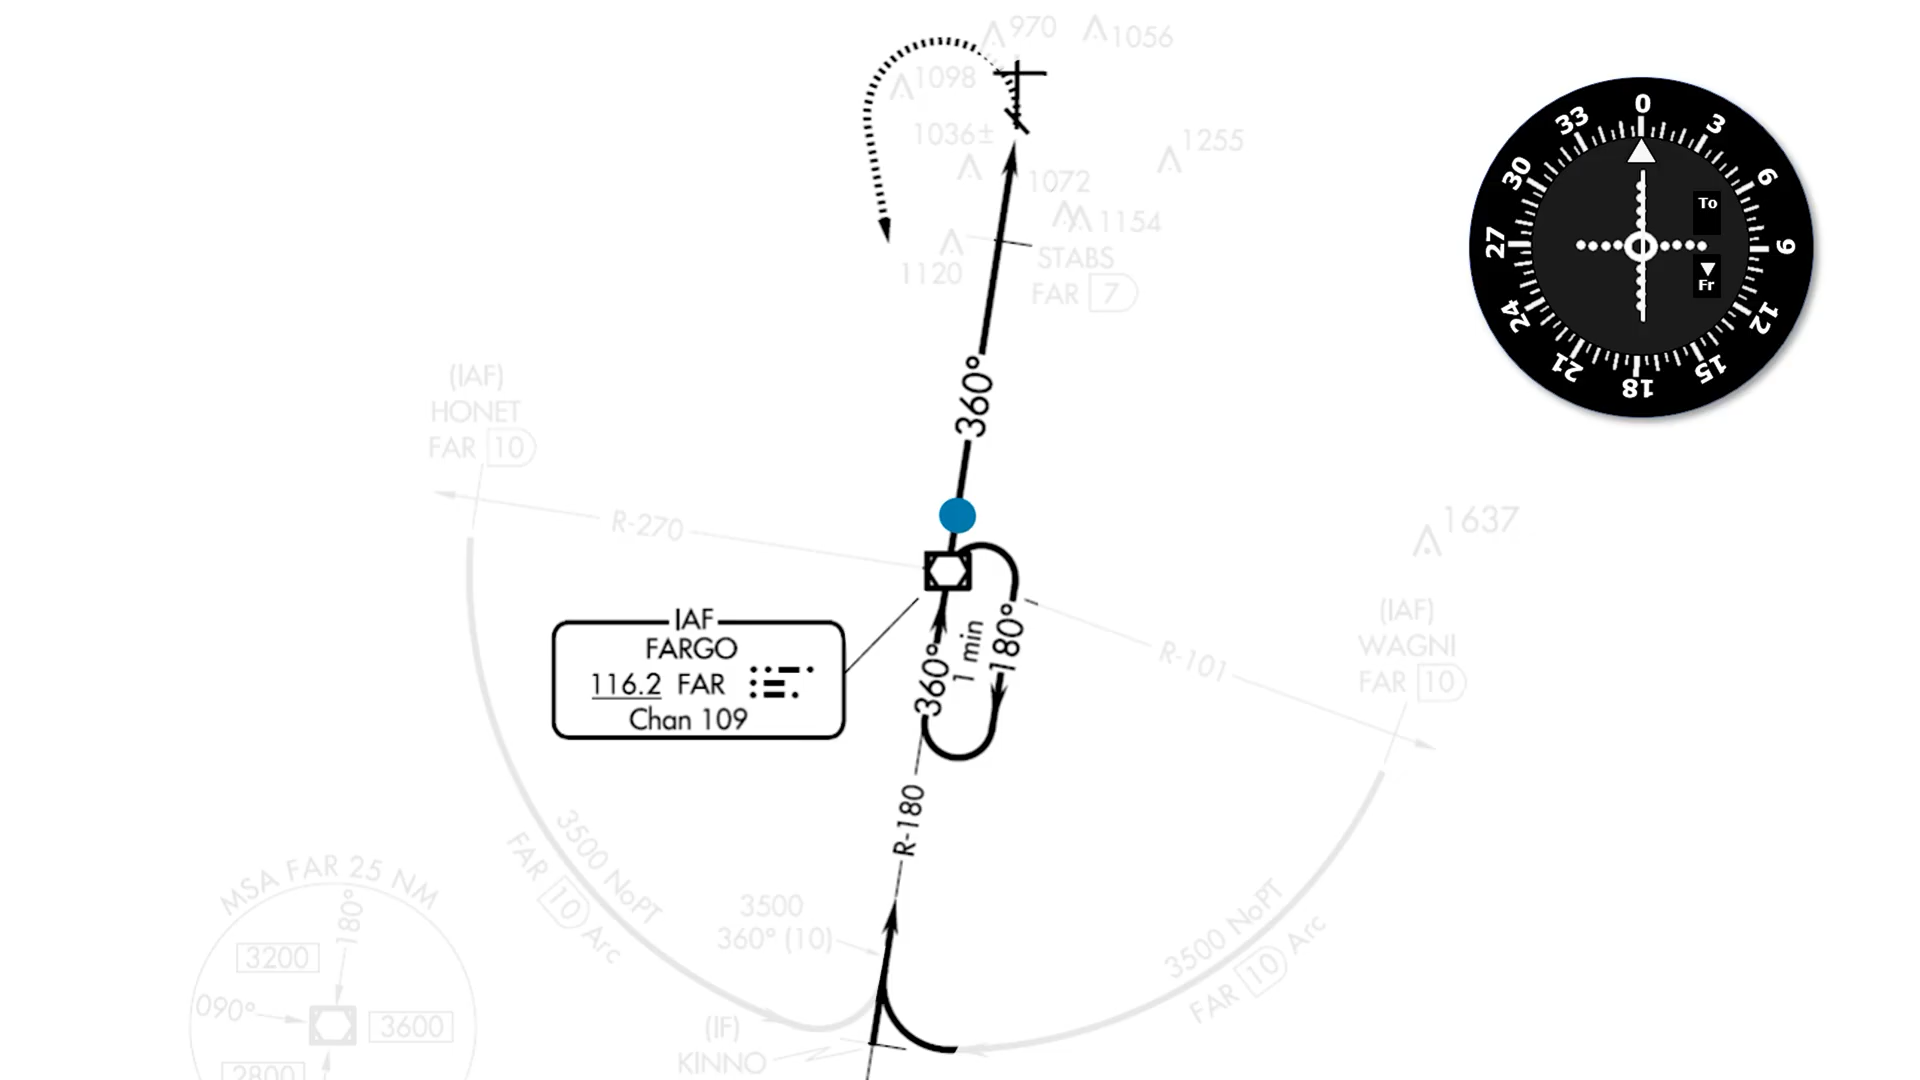 970
1056
1098
1036±
1255
1072
1154
1120
STABS
FAR 7
360°
0
3
6
9
12
15
18
21
24
27
30
33
To
Fr
(IAF)
HONET
FAR 10
R-270
1637
(IAF)
WAGNI
FAR 10
R-101
IAF
FARGO
116.2 FAR
Chan 109
360°
1 min
180°
R-180
3500 NoPT
FAR 10 Arc
3500
360° (10)
3500 NoPT
FAR 10 Arc
MSA FAR 25 NM
180°
3200
090°
3600
2800
(IF)
KINNO